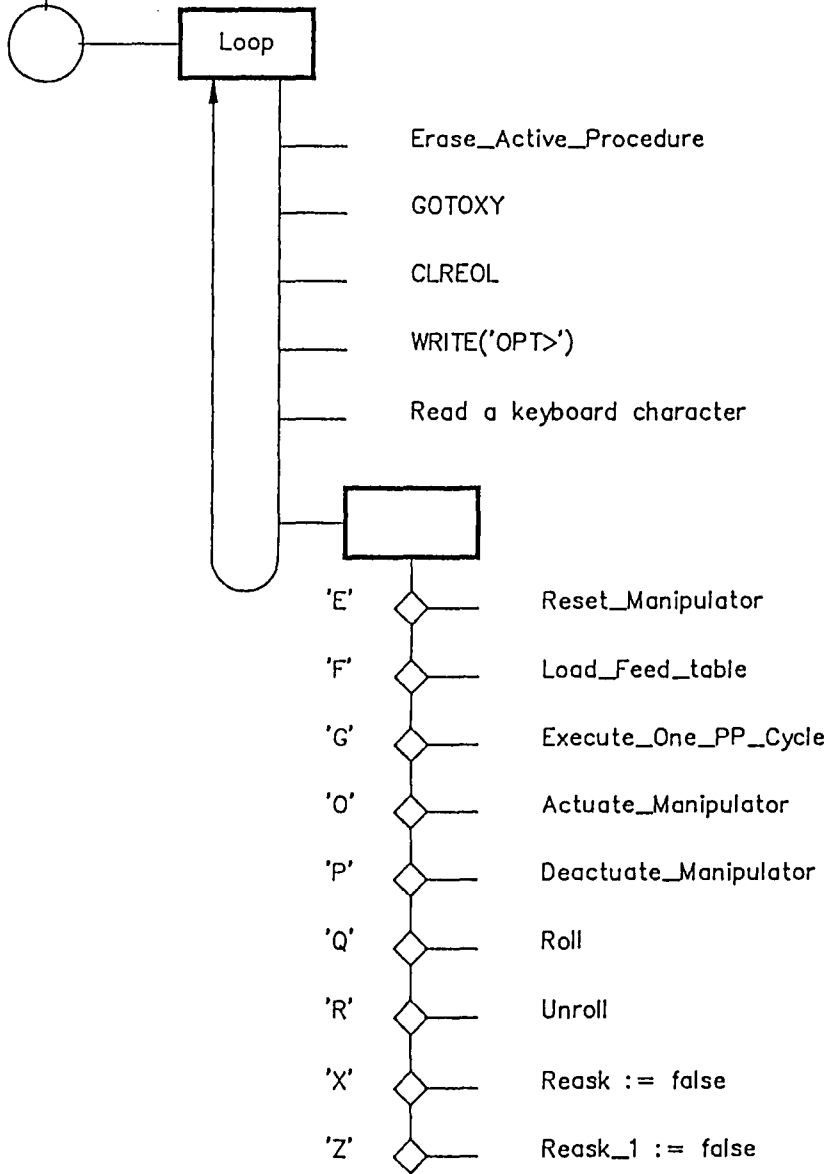 Loop
Erase_Active_Procedure
GOTOXY
CLREOL
WRITE('OPT>')
Read a keyboard character
'E' Reset_Manipulator
'F' Load_Feed_table
'G' Execute_One_PP_Cycle
'O' Actuate_Manipulator
'P' Deactuate_Manipulator
'Q' Roll
'R' Unroll
'X' Reask := false
'Z' Reask_1 := false